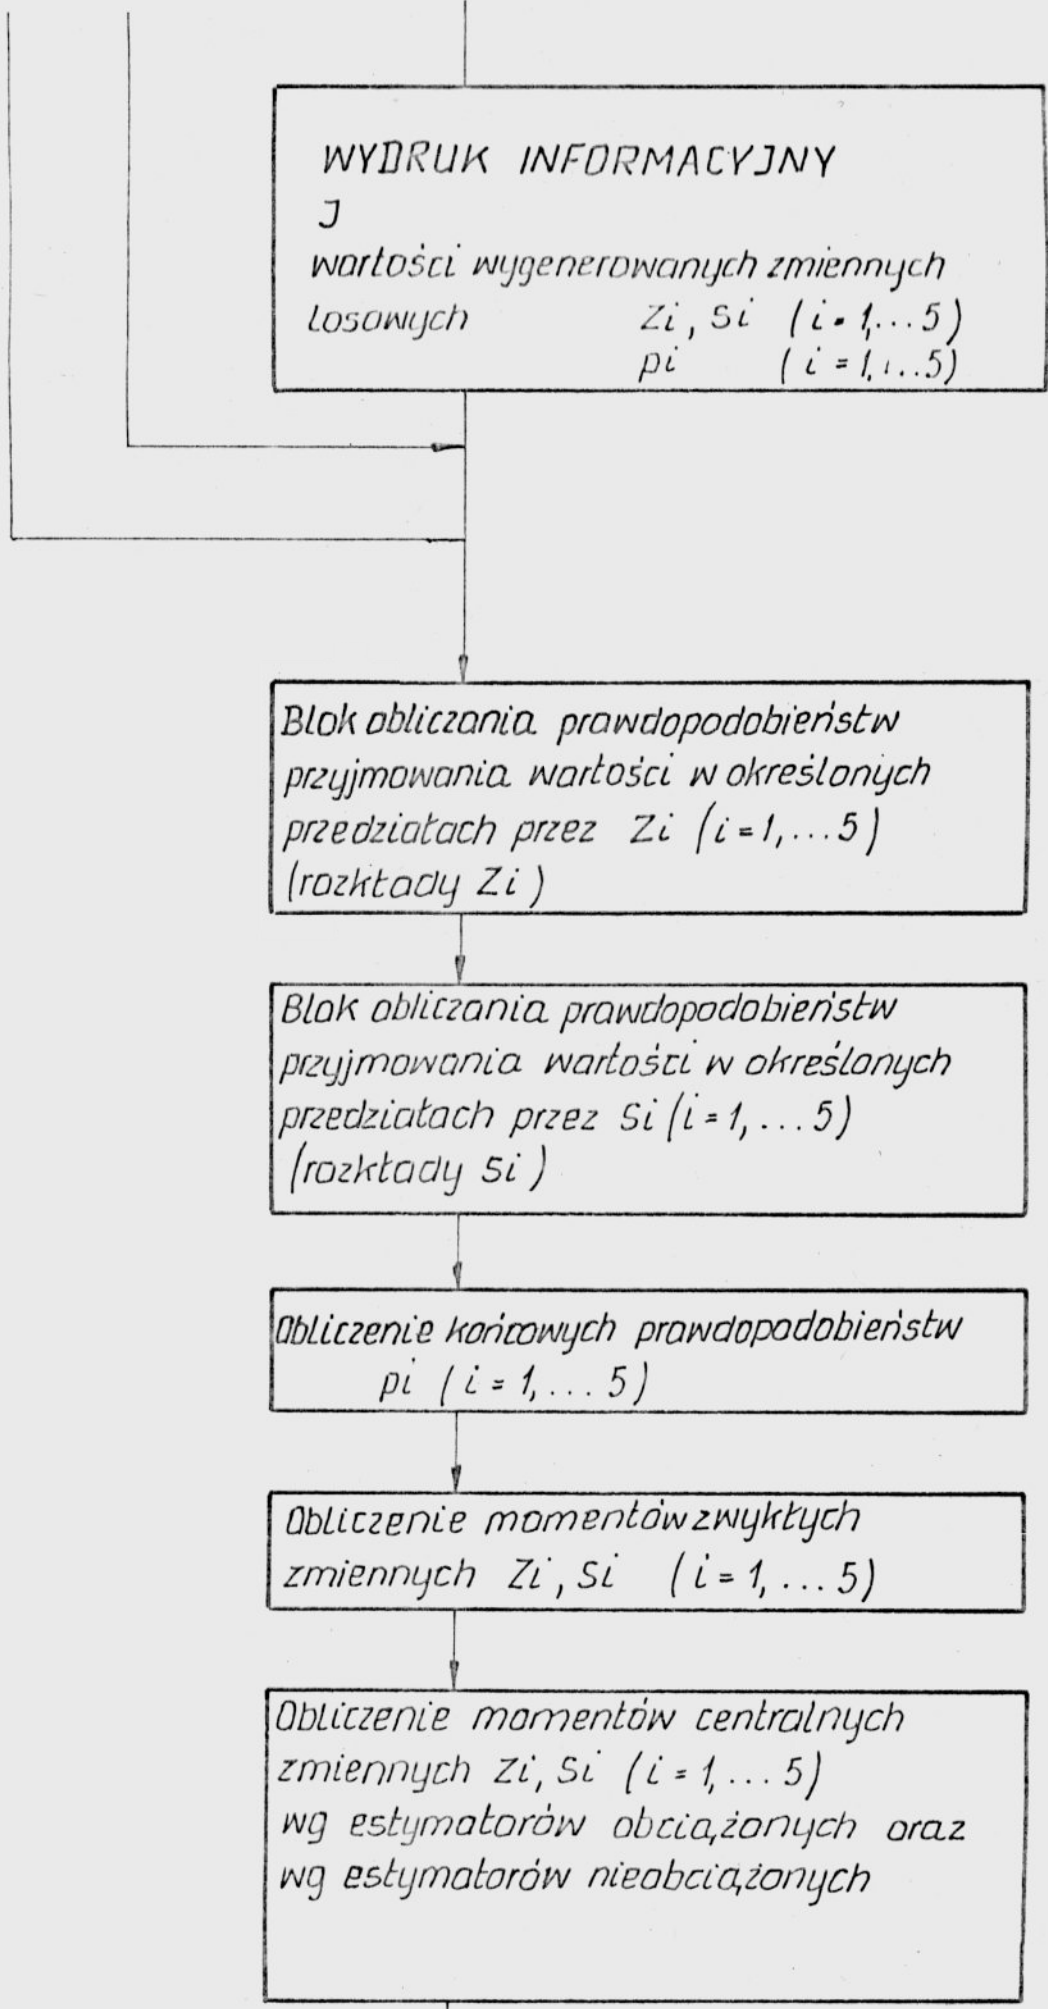 WYDRUK INFORMACYJNY
J
wartości wygenerowanych zmiennych
losowych Zi, Si (i = 1,...5)
pi (i = 1,...5)
Blok obliczania prawdopodobieństw
przyjmowania wartości w określonych
przedziałach przez Zi (i = 1,...5)
(rozkłady Zi)
Blok obliczania prawdopodobieństw
przyjmowania wartości w określonych
przedziałach przez Si (i = 1,...5)
(rozkłady Si)
Obliczenie końcowych prawdopodobieństw
pi (i = 1,...5)
Obliczenie momentów zwykłych
zmiennych Zi, Si (i = 1,...5)
Obliczenie momentów centralnych
zmiennych Zi, Si (i = 1,...5)
wg estymatorów obciążonych oraz
wg estymatorów nieobciążonych